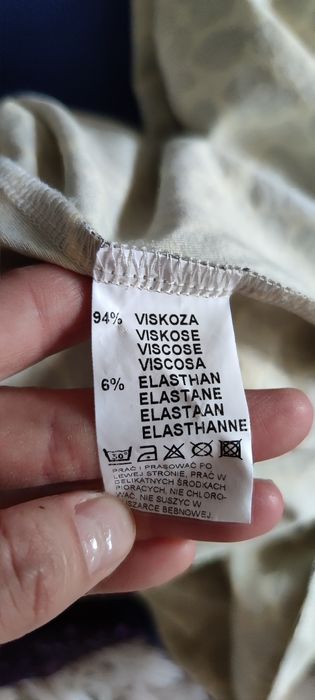 94% VISKOZA
VISKOSE
VISCOSE
VISCOSA
6% ELASTHAN
ELASTANE
ELASTAAN
ELASTHANNE
30°
PRAĆ I PRASOWAĆ PO
LEWEJ STRONIE, PRAĆ W
DELIKATNYCH ŚRODKACH
PIORĄCYCH, NIE CHLORO-
WAĆ, NIE SUSZYC W
SUSZARCE BĘBNOWEJ.